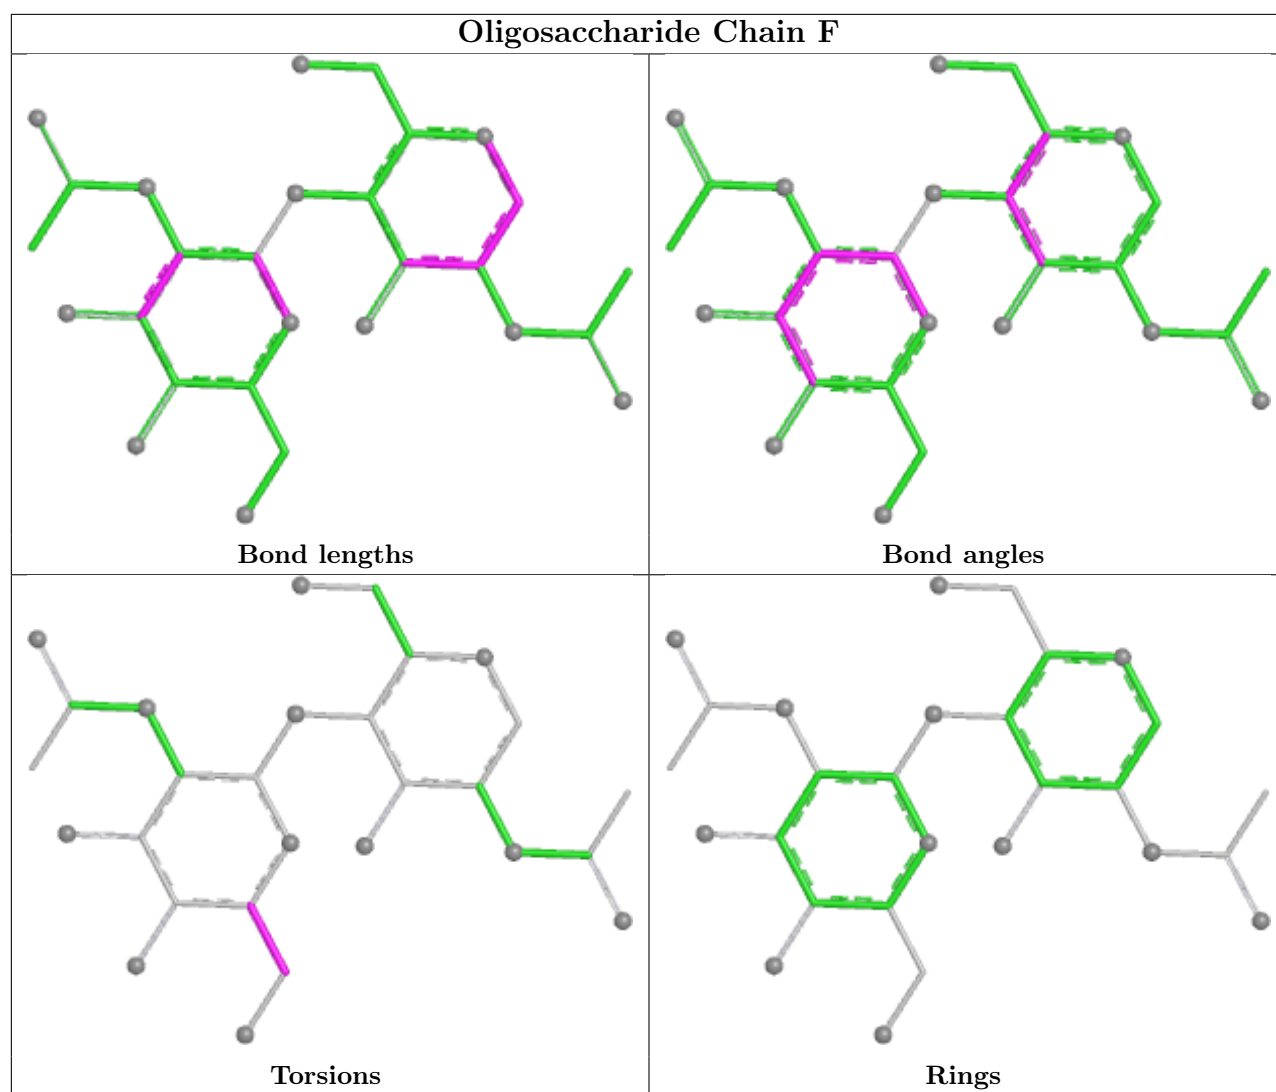 Oligosaccharide Chain F
Bond lengths
Bond angles
Torsions
Rings